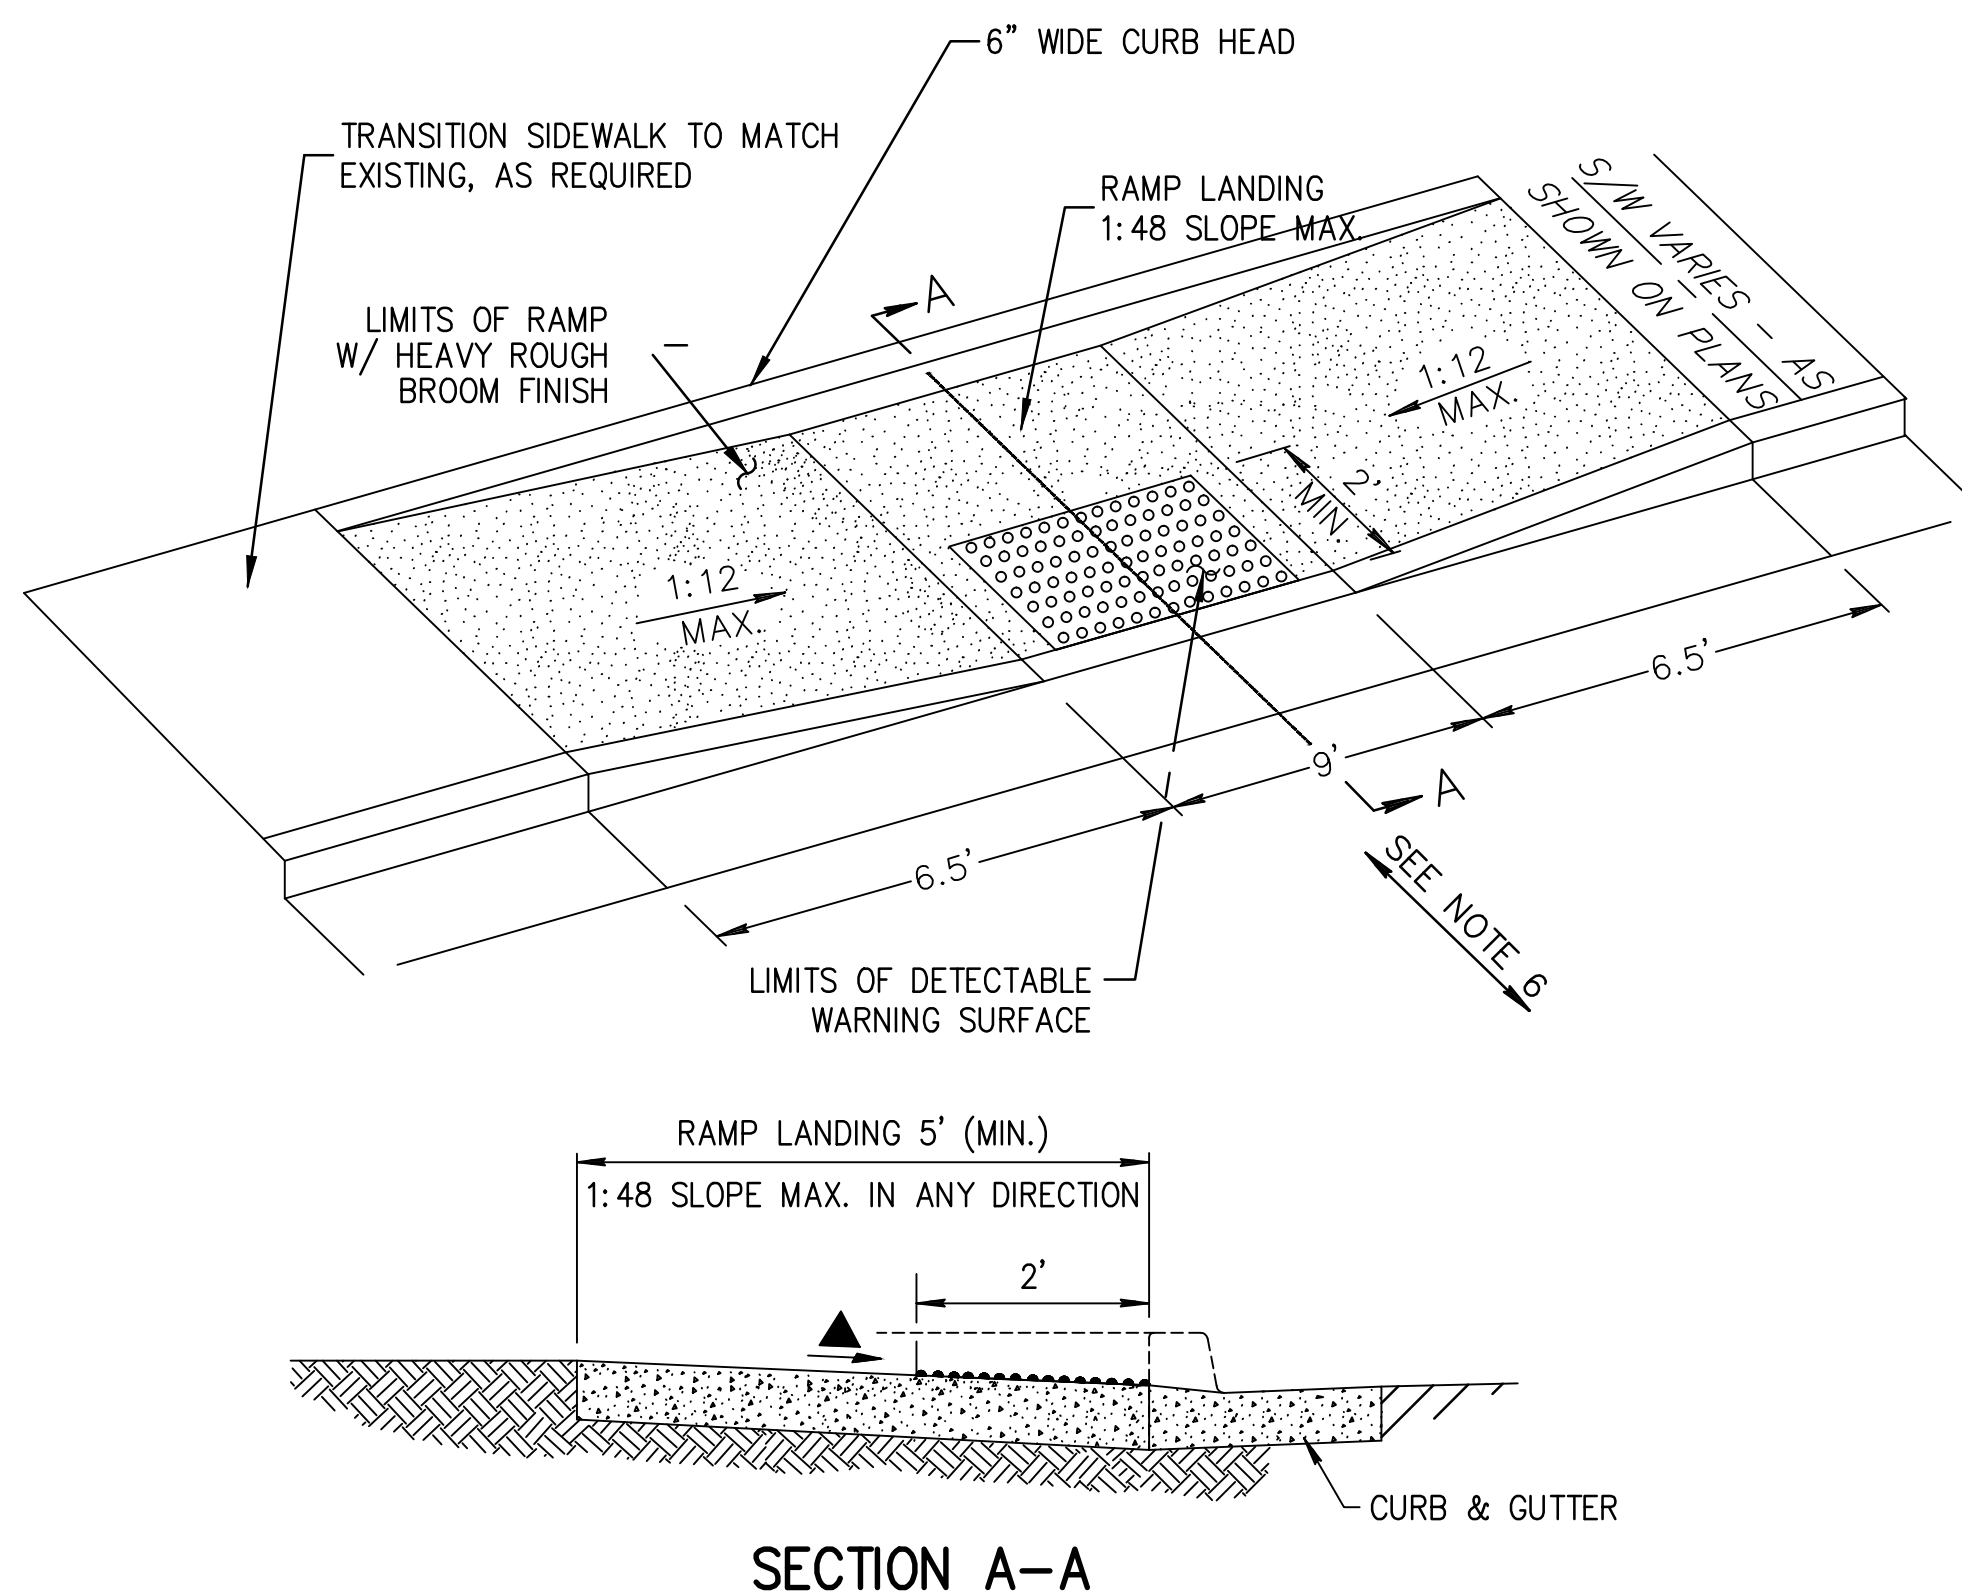 6" WIDE CURB HEAD
TRANSITION SIDEWALK TO MATCH
EXISTING, AS REQUIRED
RAMP LANDING
1:48 SLOPE MAX.
S/W VARIES - AS
SHOWN ON PLANS
LIMITS OF RAMP
W/ HEAVY ROUGH
BROOM FINISH
A
1:12
MAX.
2'
MIN.
1:12
MAX.
6.5'
9'
A
6.5'
SEE NOTE 6
LIMITS OF DETECTABLE
WARNING SURFACE
RAMP LANDING 5' (MIN.)
1:48 SLOPE MAX. IN ANY DIRECTION
2'
CURB & GUTTER
SECTION A-A